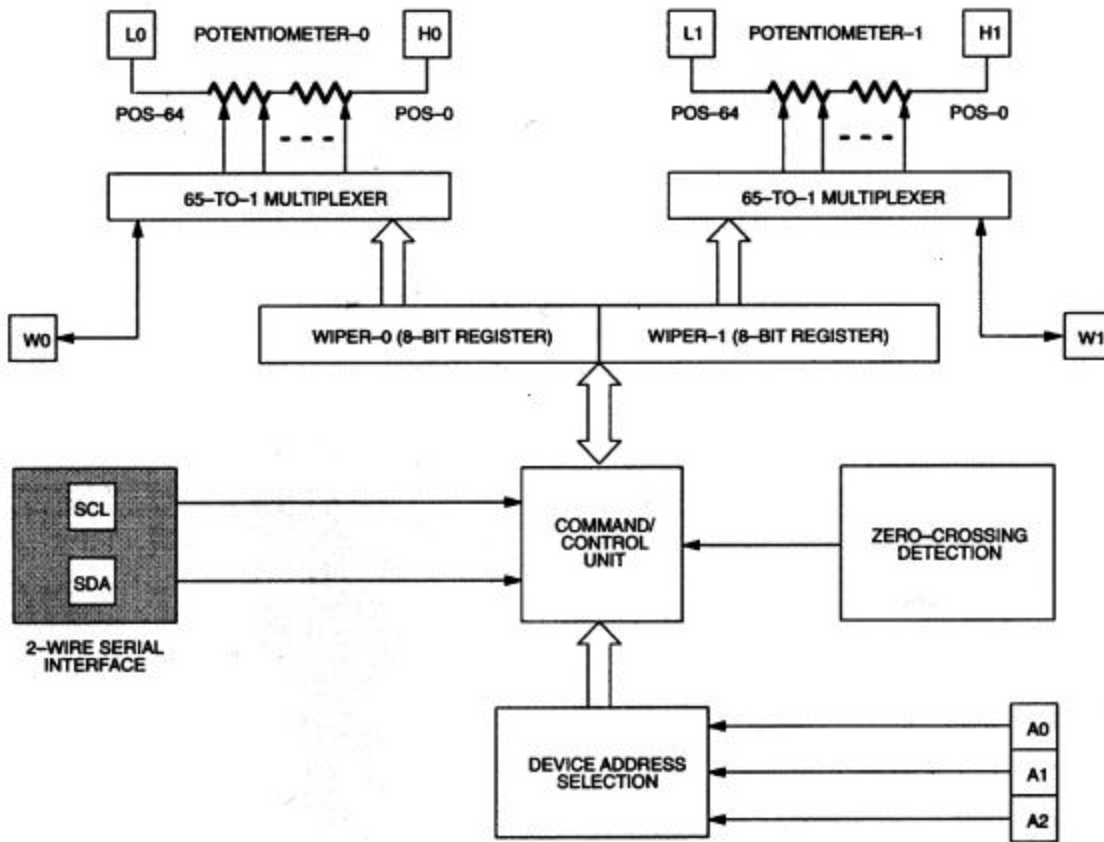 L0
POTENTIOMETER–0
H0
L1
POTENTIOMETER–1
H1
POS–64
POS–0
POS–64
POS–0
65–TO–1 MULTIPLEXER
65–TO–1 MULTIPLEXER
W0
WIPER–0 (8–BIT REGISTER)
WIPER–1 (8–BIT REGISTER)
W1
SCL
SDA
2–WIRE SERIAL
INTERFACE
COMMAND/
CONTROL
UNIT
ZERO–CROSSING
DETECTION
DEVICE ADDRESS
SELECTION
A0
A1
A2